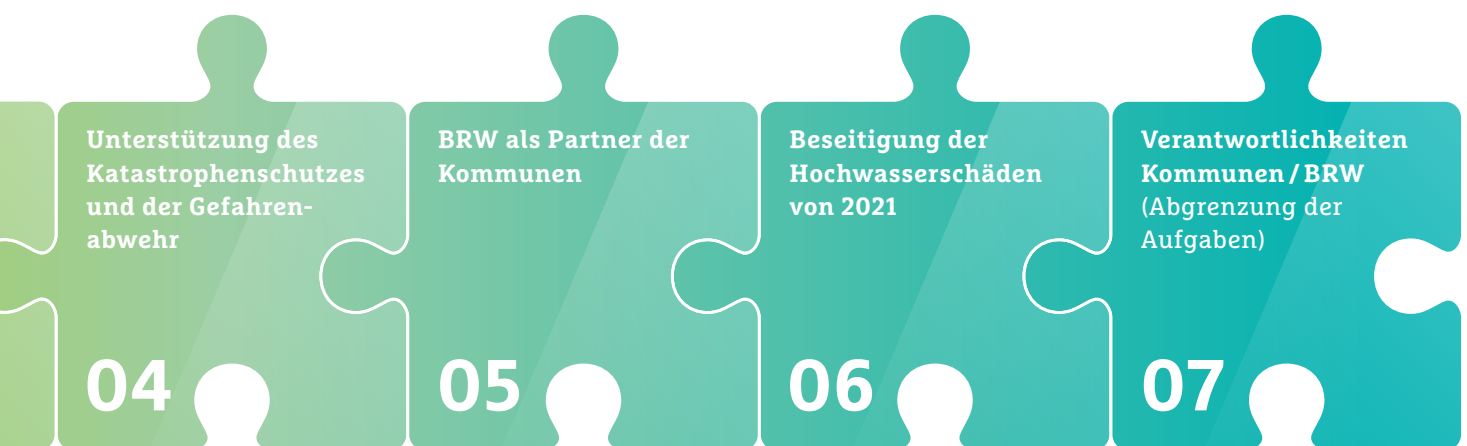 Unterstützung des
Katastrophenschutzes
und der Gefahren-
abwehr
04
BRW als Partner der
Kommunen
05
Beseitigung der
Hochwasserschäden
von 2021
06
Verantwortlichkeiten
Kommunen / BRW
(Abgrenzung der
Aufgaben)
07